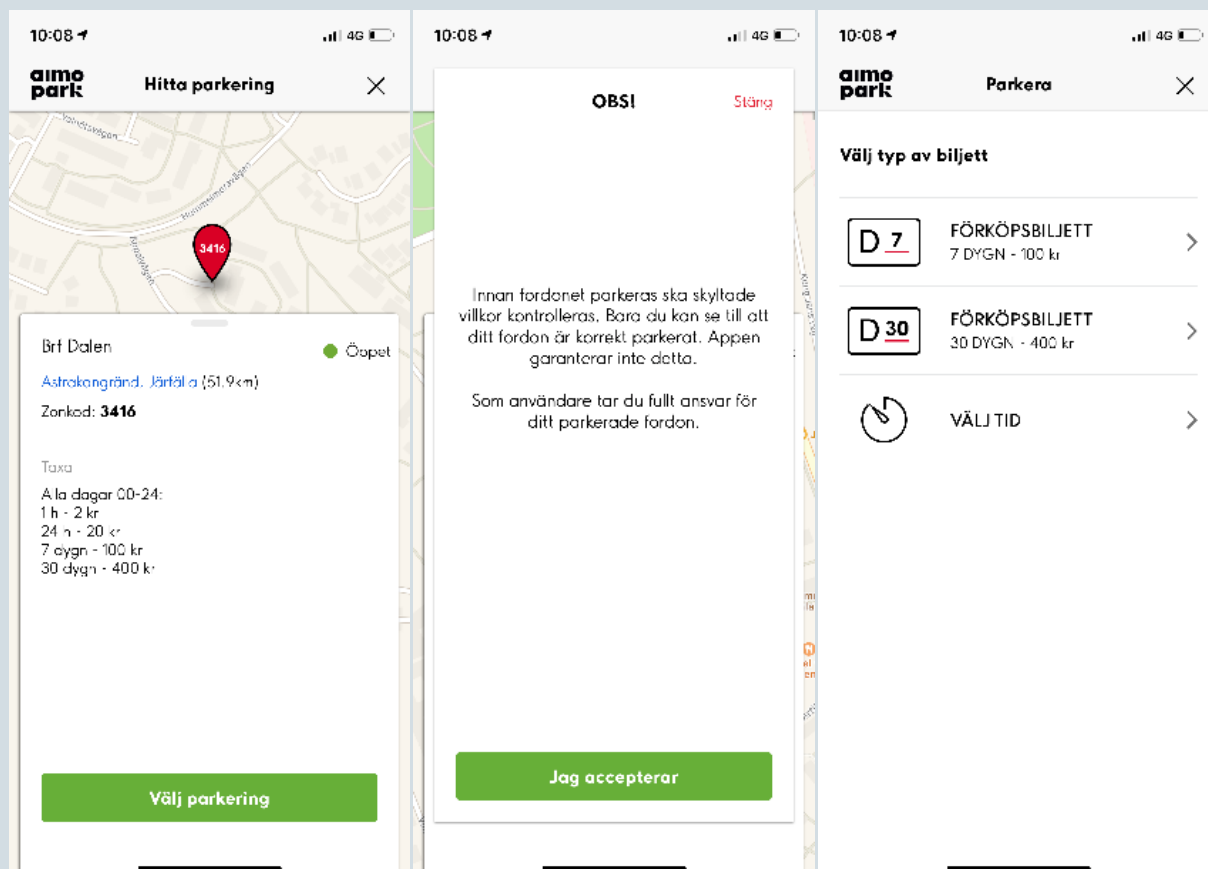 10:08
4G
aimo
park
Hitta parkering
3416
Brf Dalen
Öppet
Astrakangränd, Järfälla (51.9km)
Zonkod: 3416
Taxa
Alla dagar 00-24:
1 h - 2 kr
24 h - 20 kr
7 dygn - 100 kr
30 dygn - 400 kr
Välj parkering
10:08
4G
OBS!
Stäng
Innan fordonet parkeras ska skyltade
villkor kontrolleras. Bara du kan se till att
ditt fordon är korrekt parkerat. Appen
garanterar inte detta.
Som användare tar du fullt ansvar för
ditt parkerade fordon.
Jag accepterar
10:08
4G
aimo
park
Parkera
Välj typ av biljett
D 7
FÖRKÖPSBILJETT
7 DYGN - 100 kr
D 30
FÖRKÖPSBILJETT
30 DYGN - 400 kr
VÄLJ TID